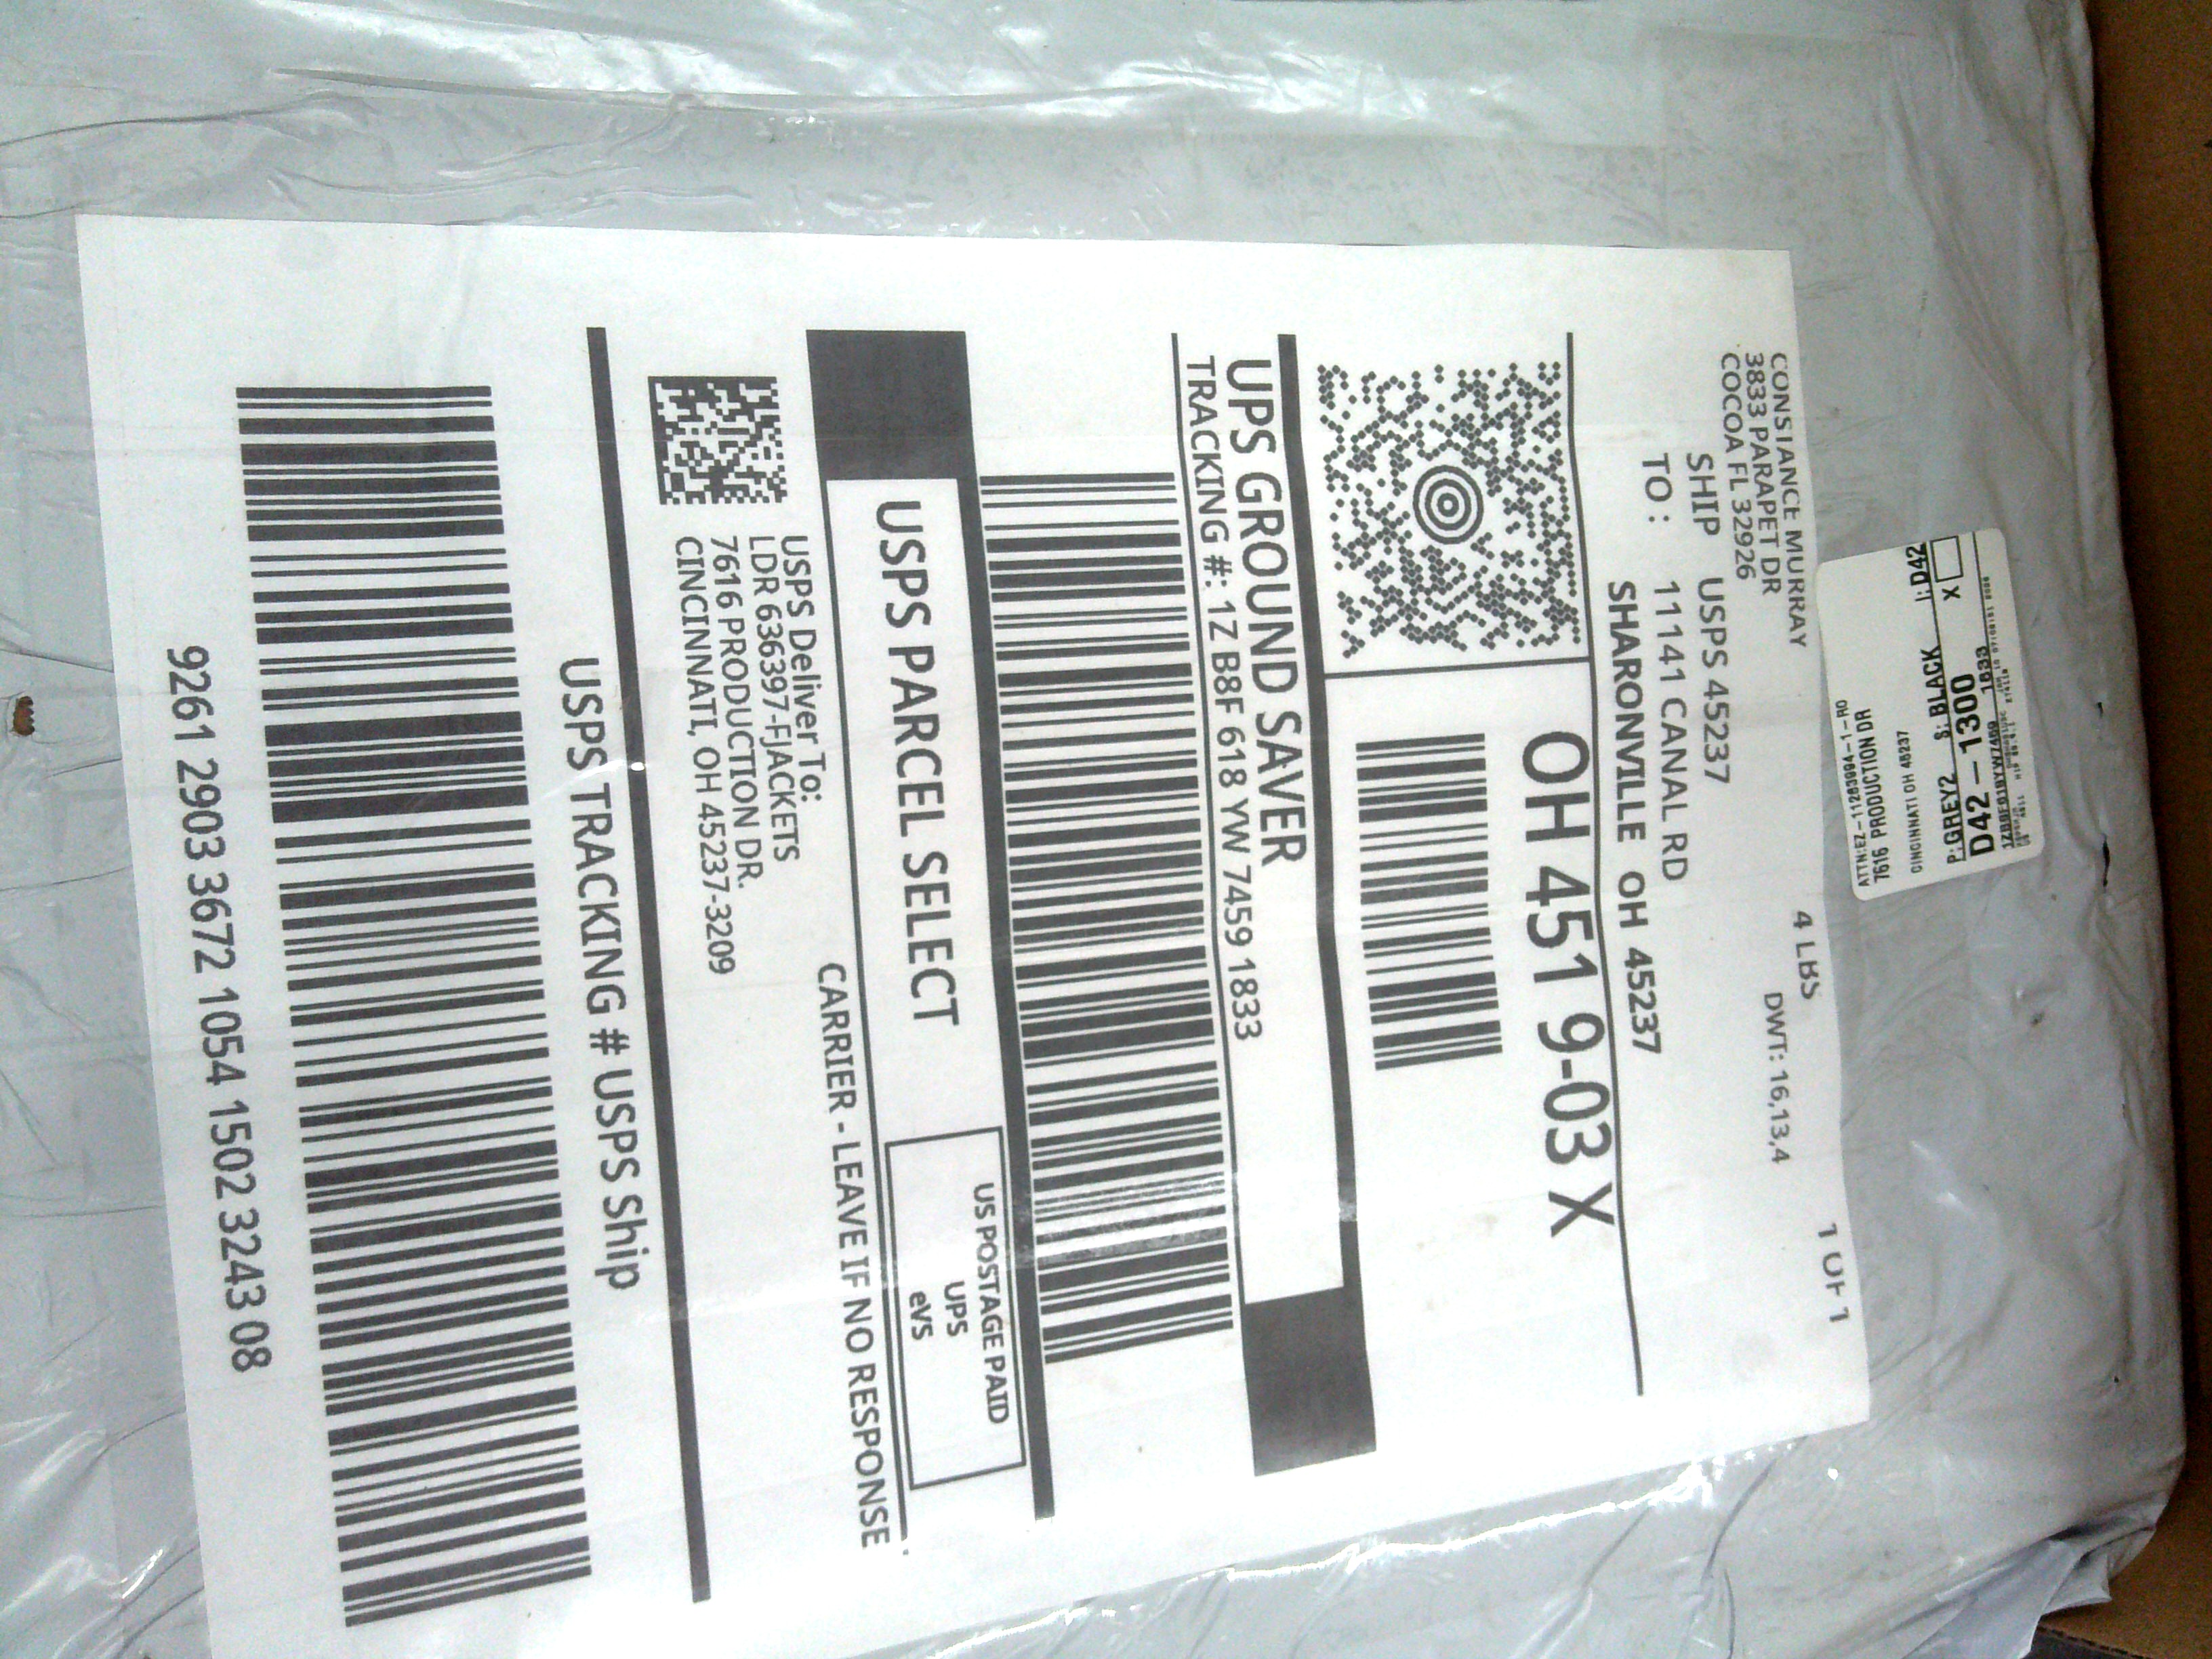 CONSIANCE MURRAY
3833 PARAPET DR
COCOA FL 32926
4 LBS
1 OF 1
DWT: 16,13,4
SHIP
TO:
USPS 45237
11141 CANAL RD
SHARONVILLE OH 45237
OH 451 9-03 X
UPS GROUND SAVER
TRACKING #: 1Z B8F 618 YW 7459 1833
USPS PARCEL SELECT
US POSTAGE PAID
UPS
eVS
CARRIER - LEAVE IF NO RESPONSE
USPS Deliver To:
LDR 636397-FJACKETS
7616 PRODUCTION DR.
CINCINNATI, OH 45237-3209
USPS TRACKING # USPS Ship
9261 2903 3672 1054 1502 3243 08
7616 PRODUCTION DR
CINCINNATI OH 45237
P: GREY2 S: BLACK I: D42
D42 – 1300 X
1Z8F618YW7459 1833